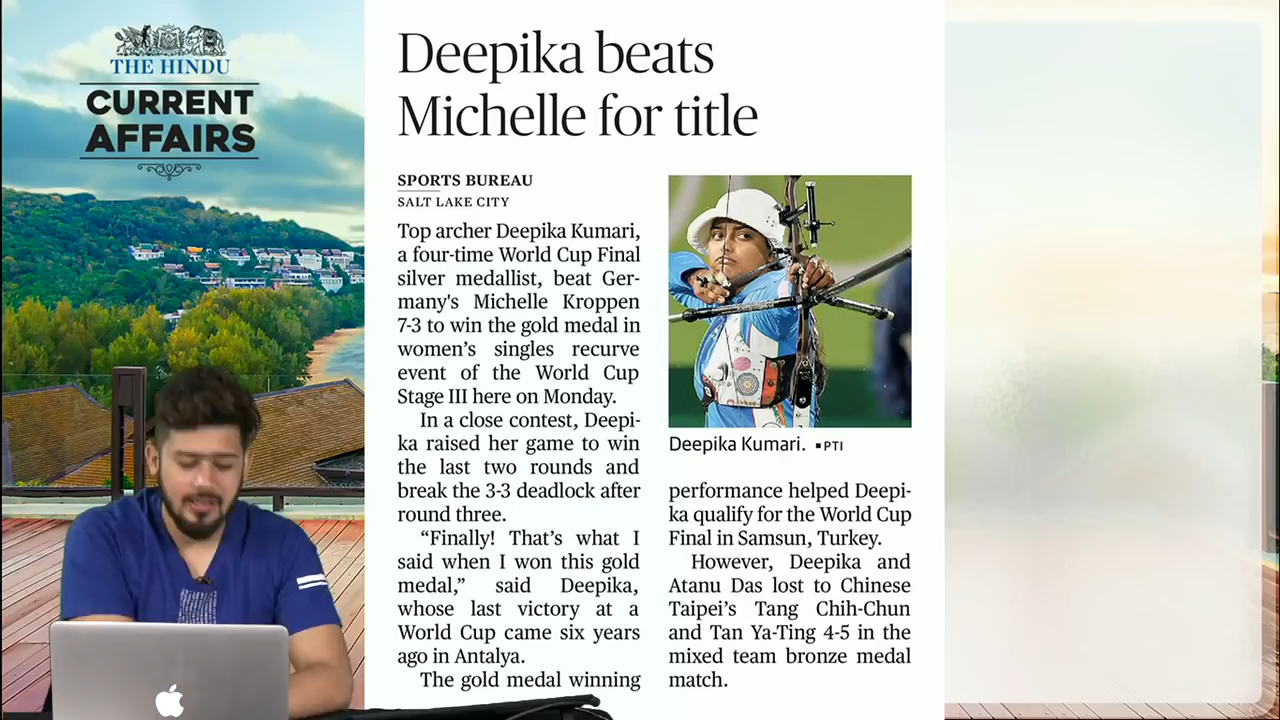 THE HINDU
CURRENT
AFFAIRS
Deepika beats
Michelle for title
SPORTS BUREAU
SALT LAKE CITY
Top archer Deepika Kumari,
a four-time World Cup Final
silver medallist, beat Ger-
many's Michelle Kroppen
7-3 to win the gold medal in
women’s singles recurve
event of the World Cup
Stage III here on Monday.
In a close contest, Deepi-
ka raised her game to win
the last two rounds and
break the 3-3 deadlock after
round three.
“Finally! That’s what I
said when I won this gold
medal,” said Deepika,
whose last victory at a
World Cup came six years
ago in Antalya.
The gold medal winning
Deepika Kumari. ▪PTI
performance helped Deepi-
ka qualify for the World Cup
Final in Samsun, Turkey.
However, Deepika and
Atanu Das lost to Chinese
Taipei’s Tang Chih-Chun
and Tan Ya-Ting 4-5 in the
mixed team bronze medal
match.